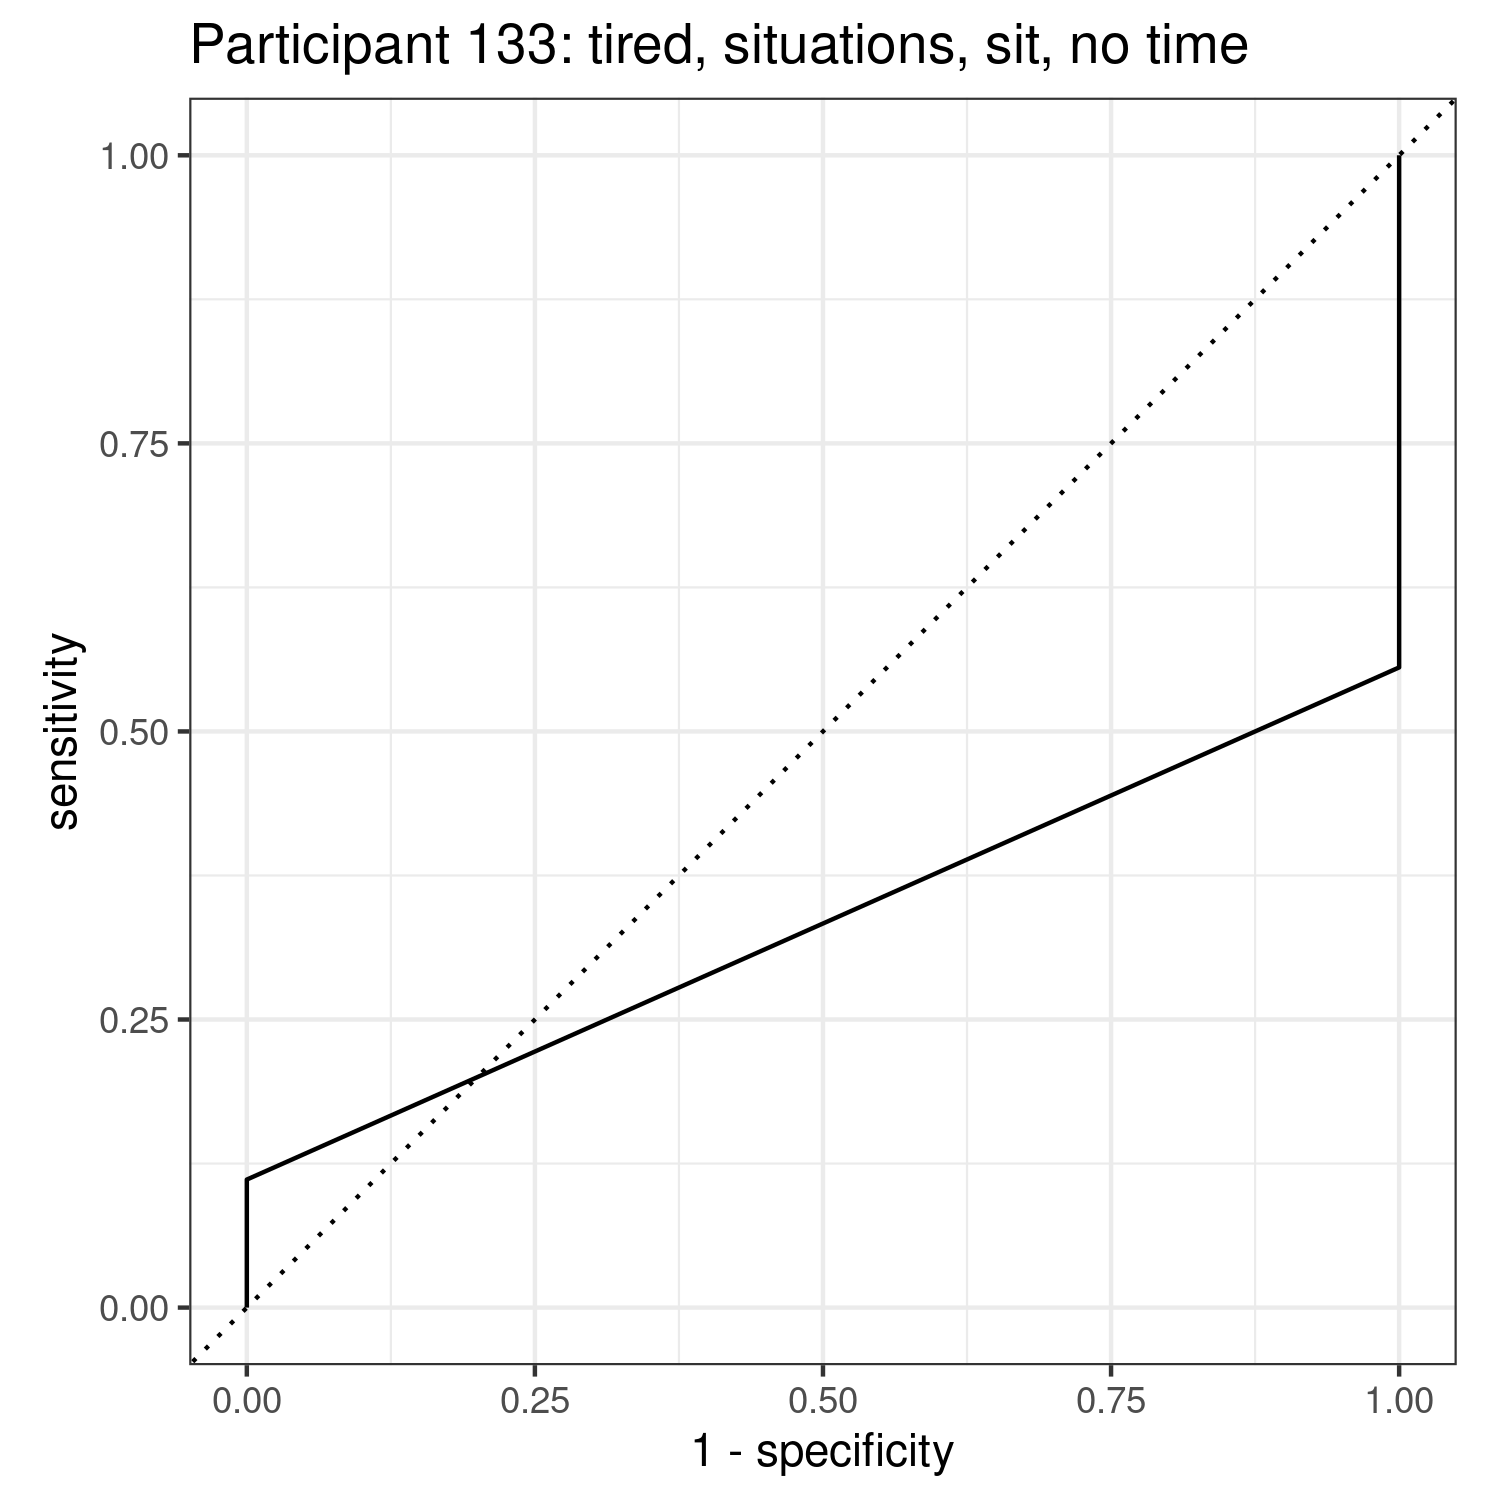 Participant 133: tired, situations, sit, no time
1.00
0.75
0.50
0.25
0.00
sensitivity
0.00 0.25 0.50 0.75 1.00
1 - specificity